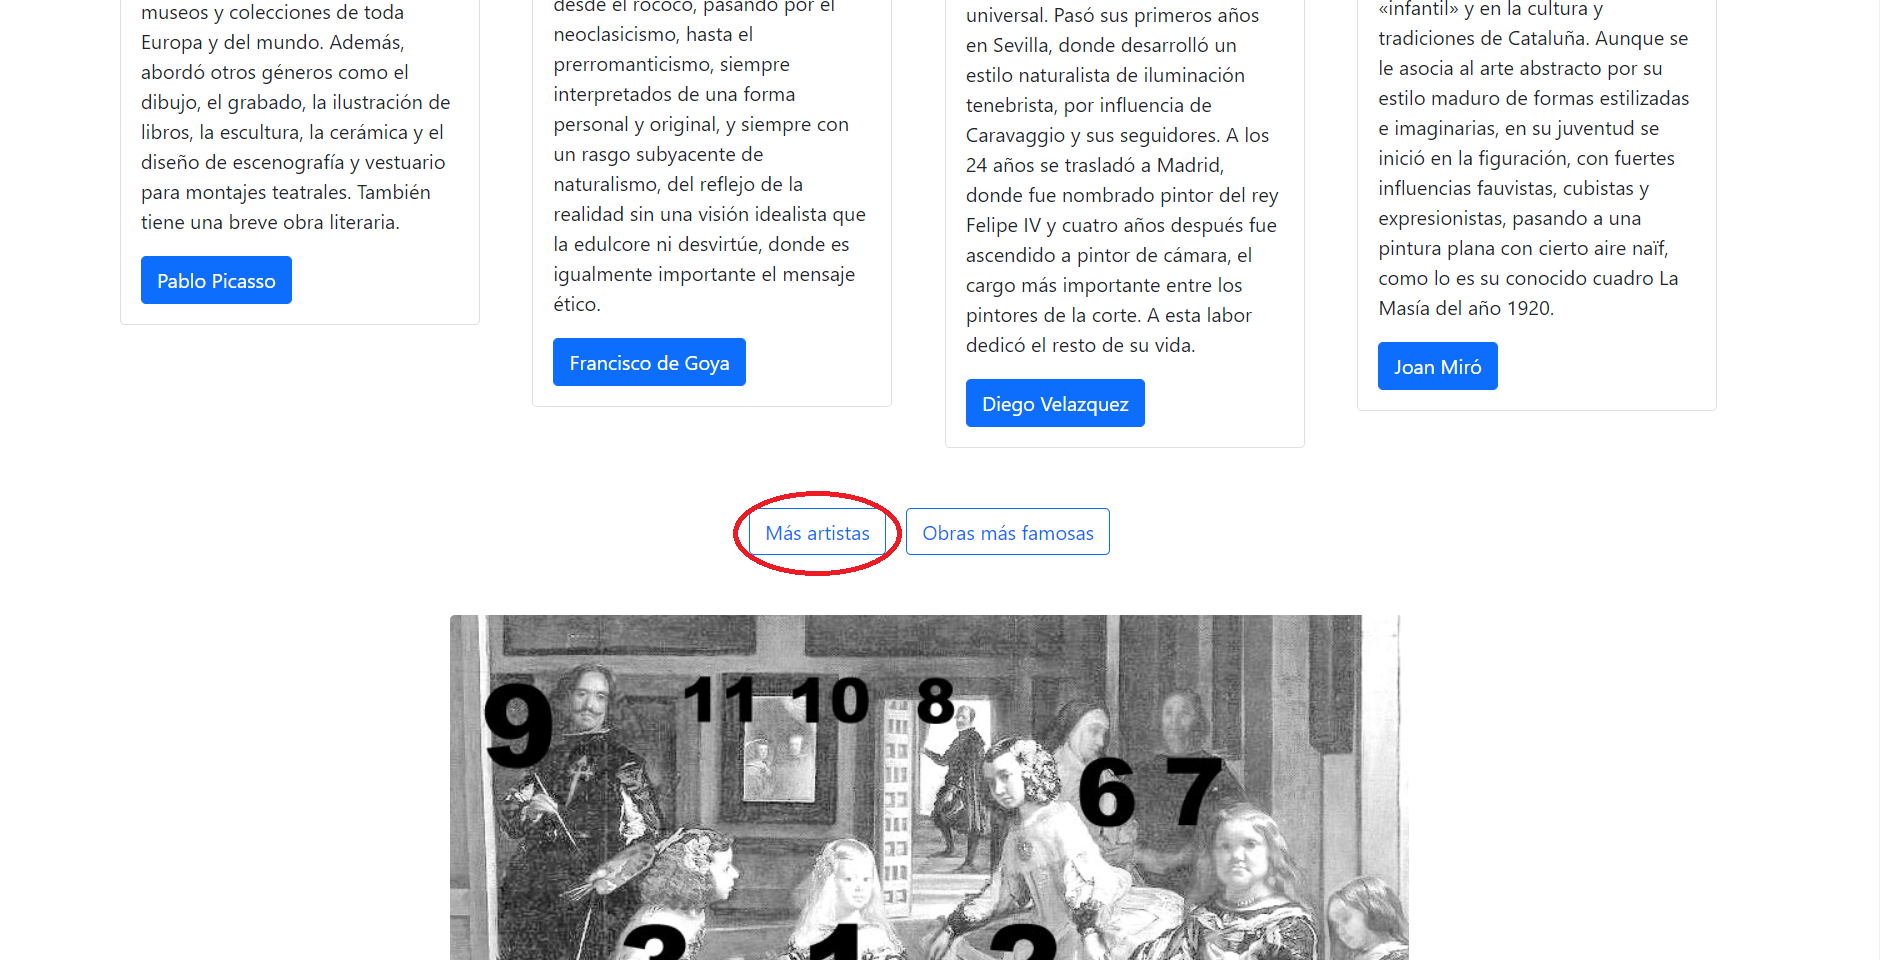 museos y colecciones de toda
Europa y del mundo. Además,
abordó otros géneros como el
dibujo, el grabado, la ilustración de
libros, la escultura, la cerámica y el
diseño de escenografía y vestuario
para montajes teatrales. También
tiene una breve obra literaria.
Pablo Picasso
desde el rococó, pasando por el
neoclasicismo, hasta el
prerromanticismo, siempre
interpretados de una forma
personal y original, y siempre con
un rasgo subyacente de
naturalismo, del reflejo de la
realidad sin una visión idealista que
la edulcore ni desvirtúe, donde es
igualmente importante el mensaje
ético.
Francisco de Goya
universal. Pasó sus primeros años
en Sevilla, donde desarrolló un
estilo naturalista de iluminación
tenebrista, por influencia de
Caravaggio y sus seguidores. A los
24 años se trasladó a Madrid,
donde fue nombrado pintor del rey
Felipe IV y cuatro años después fue
ascendido a pintor de cámara, el
cargo más importante entre los
pintores de la corte. A esta labor
dedicó el resto de su vida.
Diego Velazquez
«infantil» y en la cultura y
tradiciones de Cataluña. Aunque se
le asocia al arte abstracto por su
estilo maduro de formas estilizadas
e imaginarias, en su juventud se
inició en la figuración, con fuertes
influencias fauvistas, cubistas y
expresionistas, pasando a una
pintura plana con cierto aire naïf,
como lo es su conocido cuadro La
Masía del año 1920.
Joan Miró
Más artistas
Obras más famosas
9
11 10 8
6 7
3 1 2